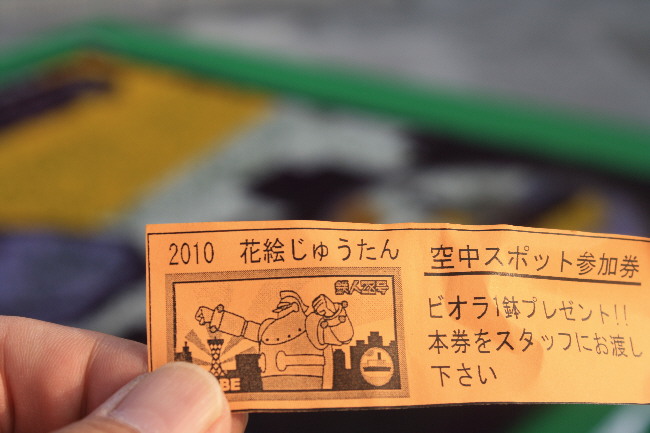 2010 花絵じゅうたん
空中スポット参加券
鉄人28号
BE
ビオラ1鉢プレゼント!!
本券をスタッフにお渡し
下さい